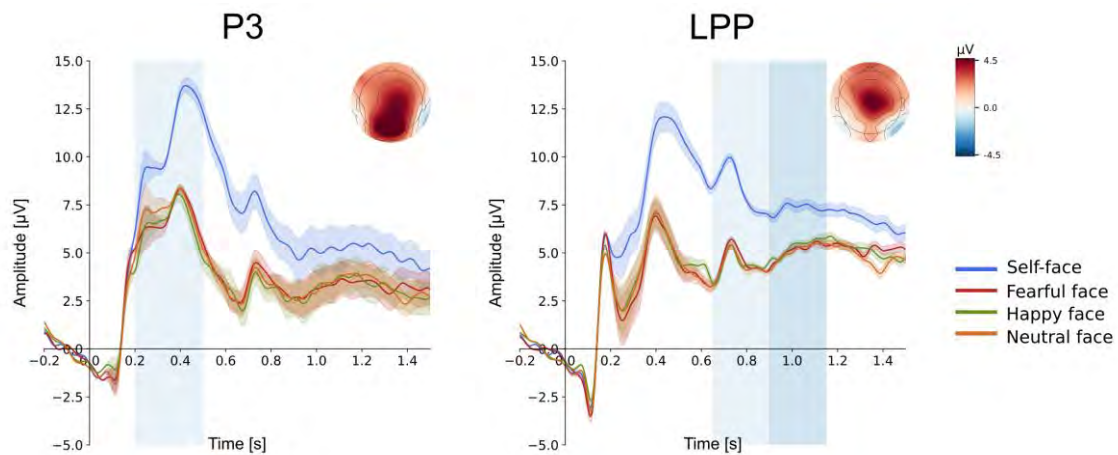 P3
15.0
12.5
10.0
7.5
5.0
2.5
0.0
−2.5
−5.0
Amplitude [μV]
−0.2 0.0 0.2 0.4 0.6 0.8 1.0 1.2 1.4
Time [s]
LPP
15.0
12.5
10.0
7.5
5.0
2.5
0.0
−2.5
−5.0
Amplitude [μV]
−0.2 0.0 0.2 0.4 0.6 0.8 1.0 1.2 1.4
Time [s]
μV
4.5
0.0
-4.5
Self-face
Fearful face
Happy face
Neutral face